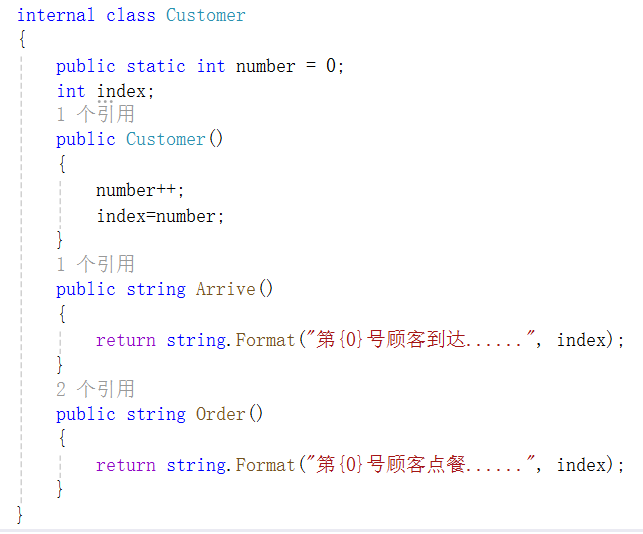 internal class Customer
{
public static int number = 0;
int index;
1 个引用
public Customer()
{
number++;
index=number;
}
1 个引用
public string Arrive()
{
return string.Format("第{0}号顾客到达......", index);
}
2 个引用
public string Order()
{
return string.Format("第{0}号顾客点餐......", index);
}
}